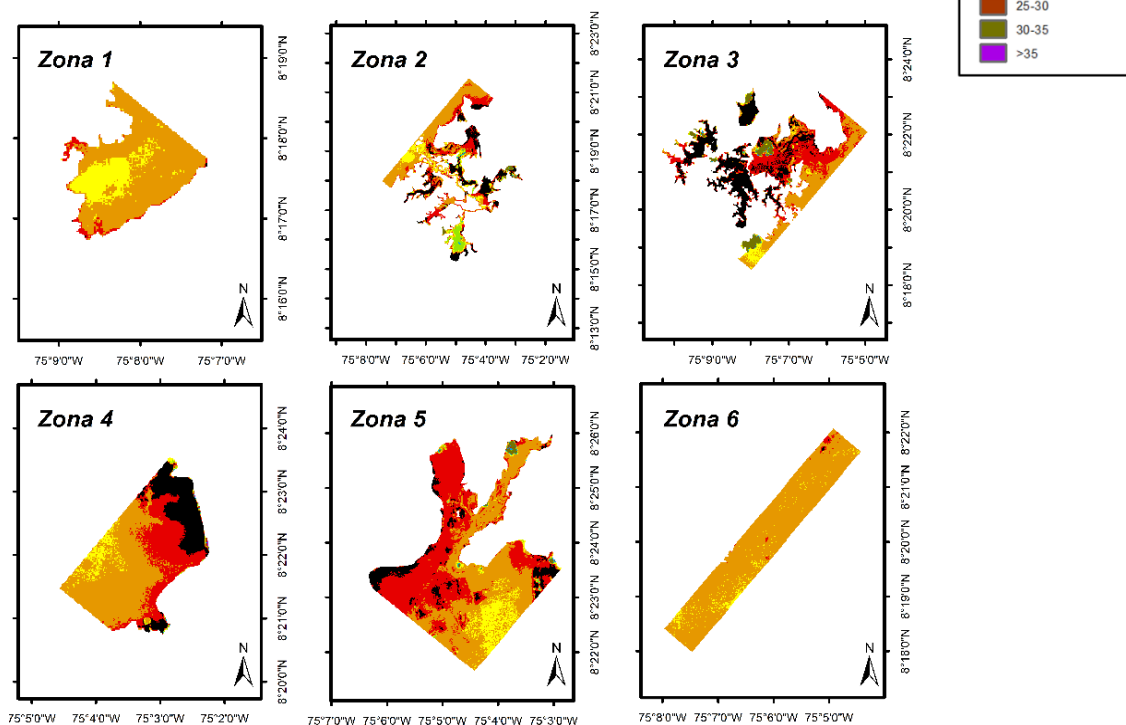 25-30
30-35
>35
Zona 1
8°19'0"N
8°18'0"N
8°17'0"N
8°16'0"N
N
75°9'0"W 75°8'0"W 75°7'0"W
Zona 2
8°23'0"N
8°21'0"N
8°19'0"N
8°17'0"N
8°15'0"N
8°13'0"N
N
75°8'0"W 75°6'0"W 75°4'0"W 75°2'0"W
Zona 3
8°24'0"N
8°22'0"N
8°20'0"N
8°18'0"N
N
75°9'0"W 75°7'0"W 75°5'0"W
Zona 4
8°24'0"N
8°23'0"N
8°22'0"N
8°21'0"N
8°20'0"N
N
75°5'0"W 75°4'0"W 75°3'0"W 75°2'0"W
Zona 5
8°26'0"N
8°25'0"N
8°24'0"N
8°23'0"N
8°22'0"N
N
75°7'0"W 75°6'0"W 75°5'0"W 75°4'0"W 75°3'0"W
Zona 6
8°22'0"N
8°21'0"N
8°20'0"N
8°19'0"N
8°18'0"N
N
75°8'0"W 75°7'0"W 75°6'0"W 75°5'0"W